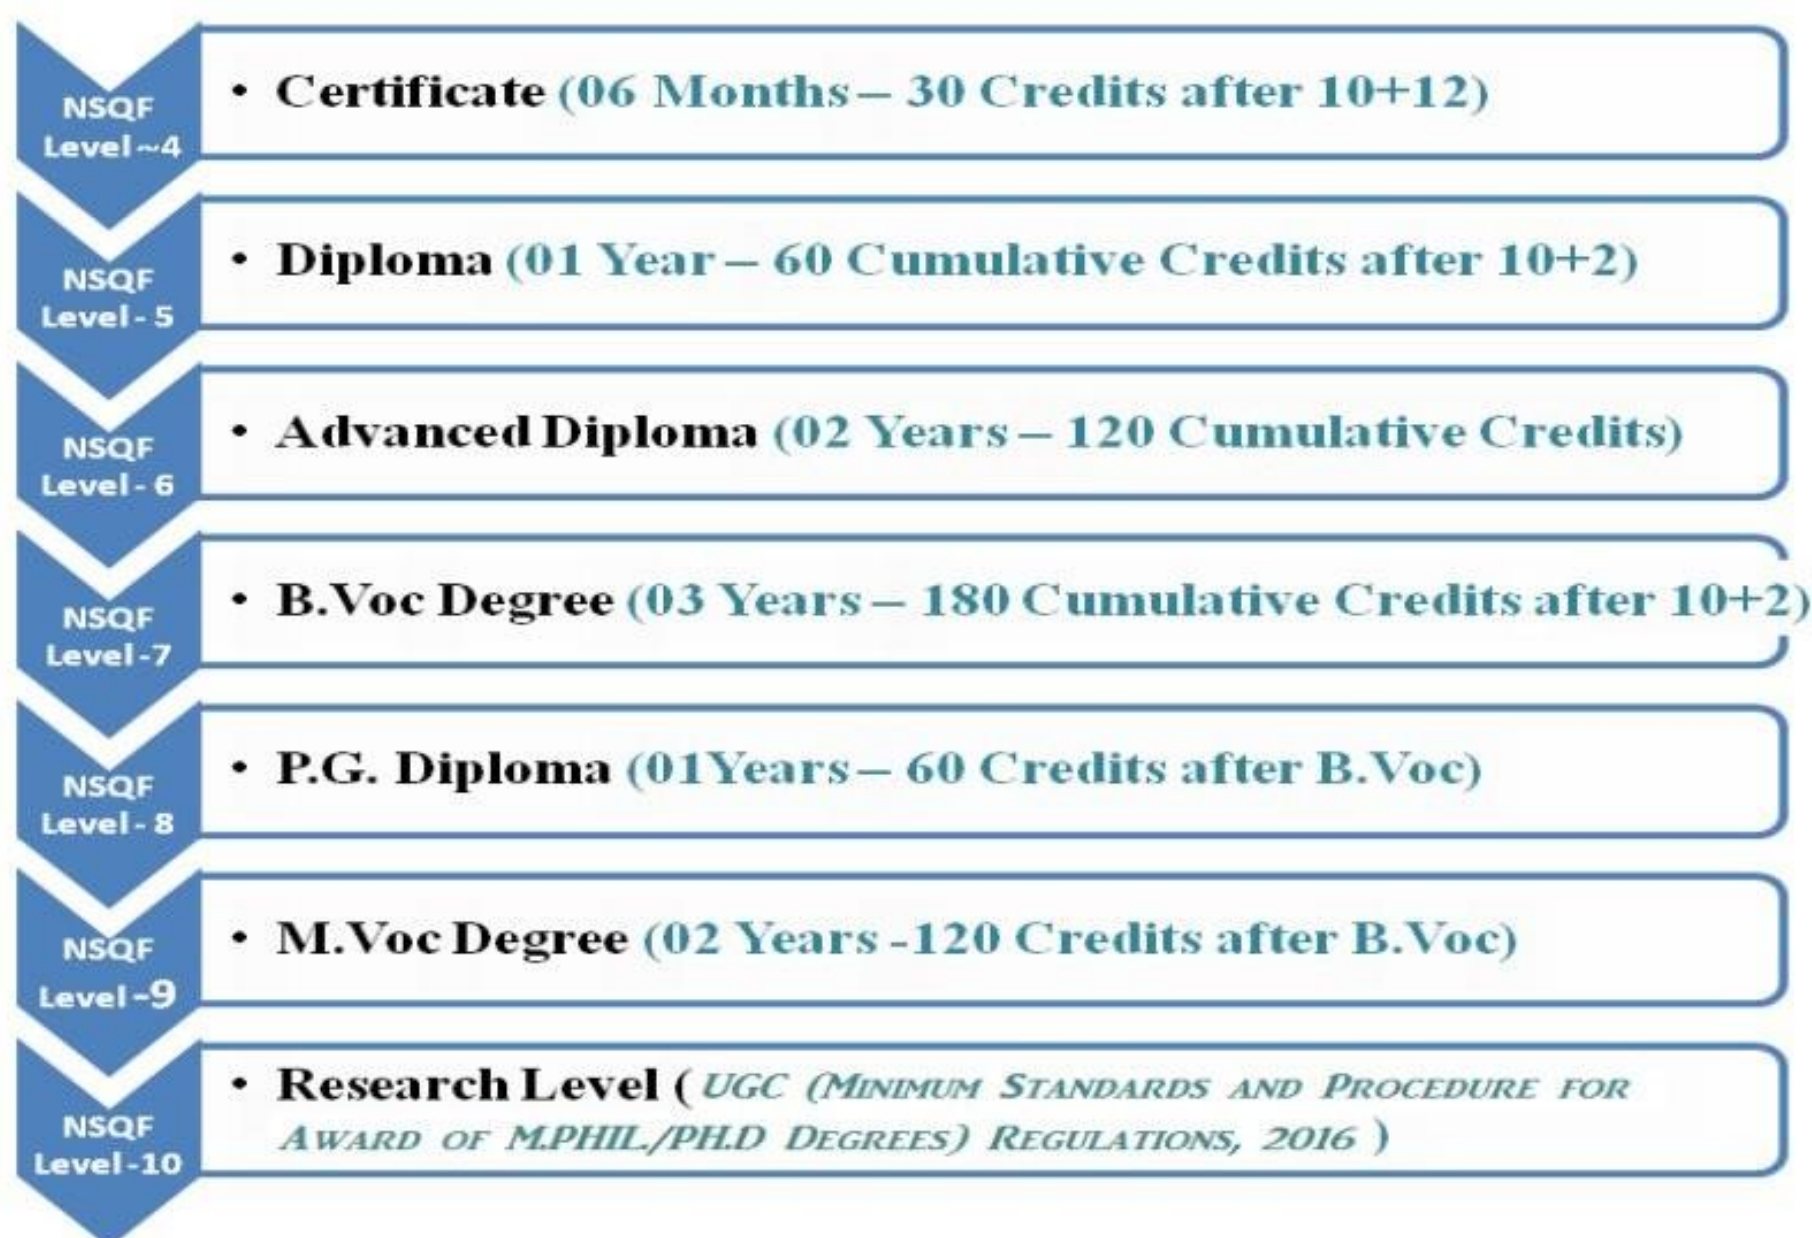 NSQF
Level~4
• Certificate (06 Months – 30 Credits after 10+12)
NSQF
Level- 5
• Diploma (01 Year – 60 Cumulative Credits after 10+2)
NSQF
Level- 6
• Advanced Diploma (02 Years – 120 Cumulative Credits)
NSQF
Level-7
• B.Voc Degree (03 Years – 180 Cumulative Credits after 10+2)
NSQF
Level- 8
• P.G. Diploma (01Years – 60 Credits after B.Voc)
NSQF
Level-9
• M.Voc Degree (02 Years -120 Credits after B.Voc)
NSQF
Level-10
• Research Level ( UGC (MINIMUM STANDARDS AND PROCEDURE FOR
AWARD OF M.PHIL./PH.D DEGREES) REGULATIONS, 2016 )